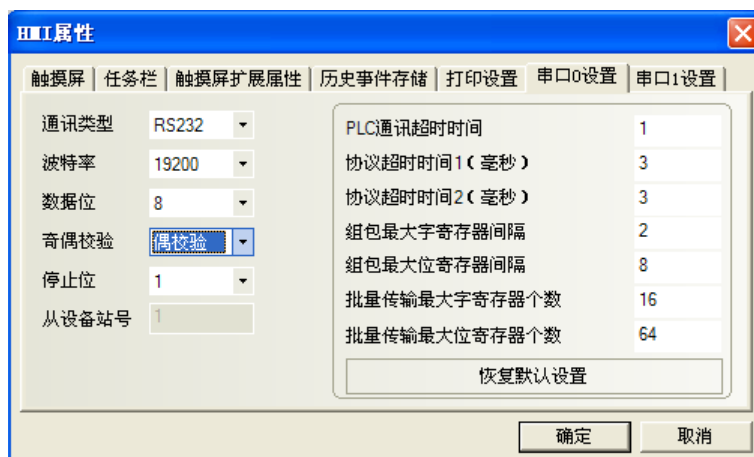 HMI属性
触摸屏 任务栏 触摸屏扩展属性 历史事件存储 打印设置 串口0设置 串口1设置
通讯类型 RS232
波特率 19200
数据位 8
奇偶校验 偶校验
停止位 1
从设备站号 1
PLC通讯超时时间 1
协议超时时间1(毫秒) 3
协议超时时间2(毫秒) 3
组包最大字寄存器间隔 2
组包最大位寄存器间隔 8
批量传输最大字寄存器个数 16
批量传输最大位寄存器个数 64
恢复默认设置
确定 取消